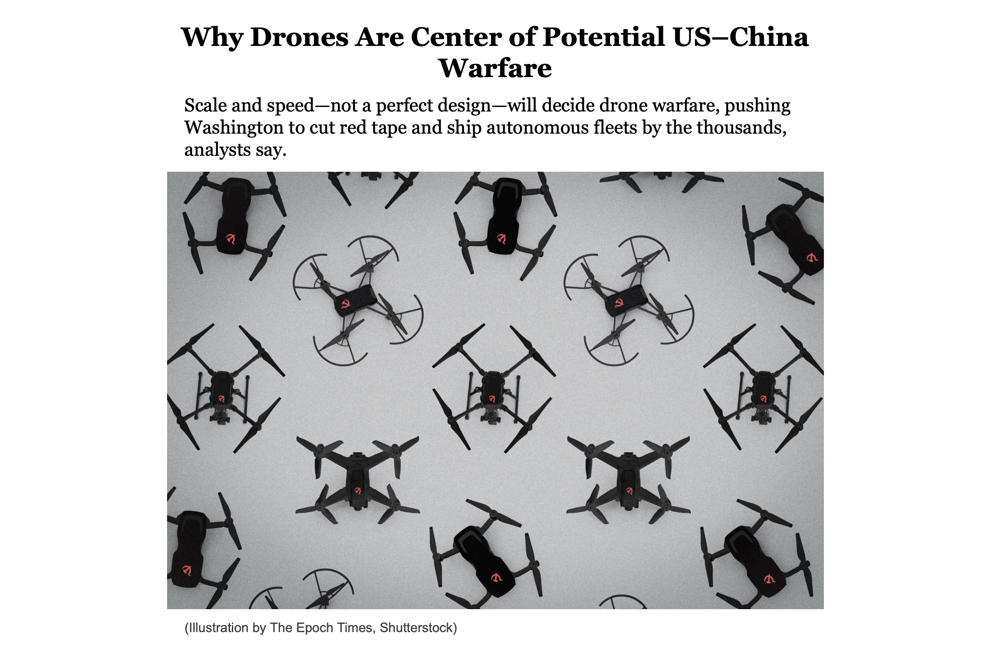 Why Drones Are Center of Potential US–China
Warfare
Scale and speed—not a perfect design—will decide drone warfare, pushing
Washington to cut red tape and ship autonomous fleets by the thousands,
analysts say.
(Illustration by The Epoch Times, Shutterstock)